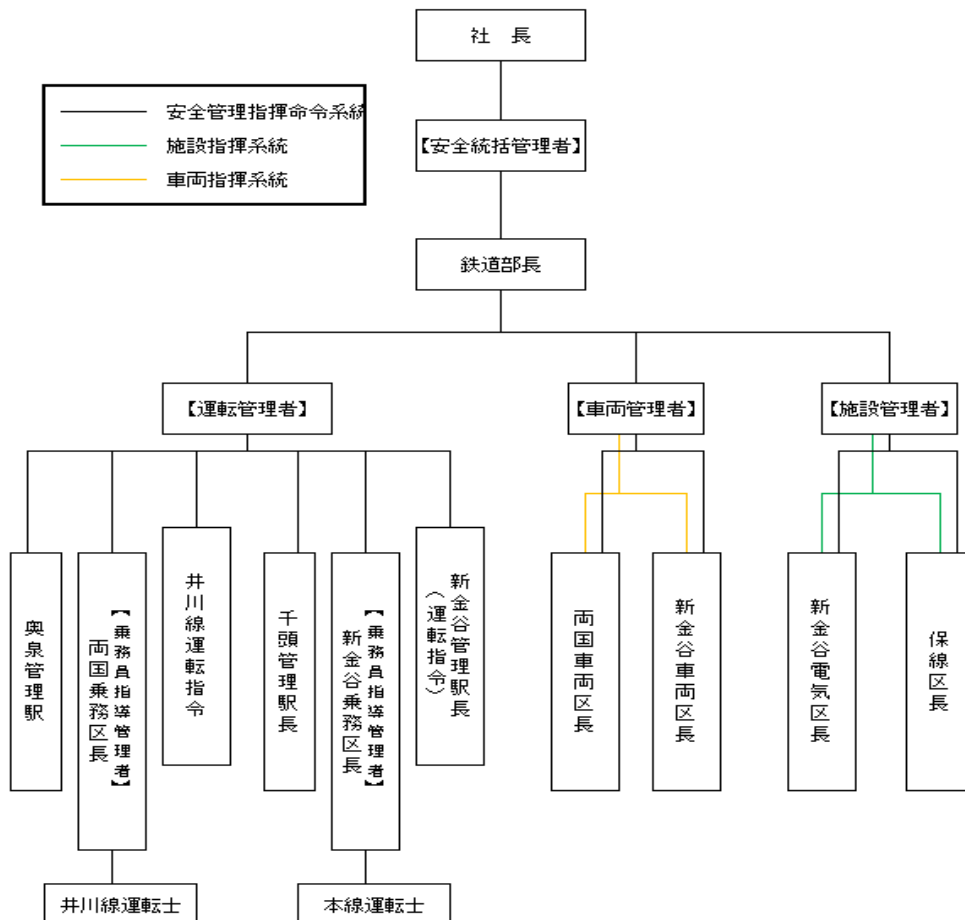 社　長
安全管理指揮命令系統
施設指揮系統
車両指揮系統
【安全統括管理者】
鉄道部長
【運転管理者】
【車両管理者】
【施設管理者】
奥泉管理駅
【乗務員指導管理者】
両国乗務区長
井川線運転指令
千頭管理駅長
【乗務員指導管理者】
新金谷乗務区長
新金谷管理駅長
（運転指令）
両国車両区長
新金谷車両区長
新金谷電気区長
保線区長
井川線運転士
本線運転士